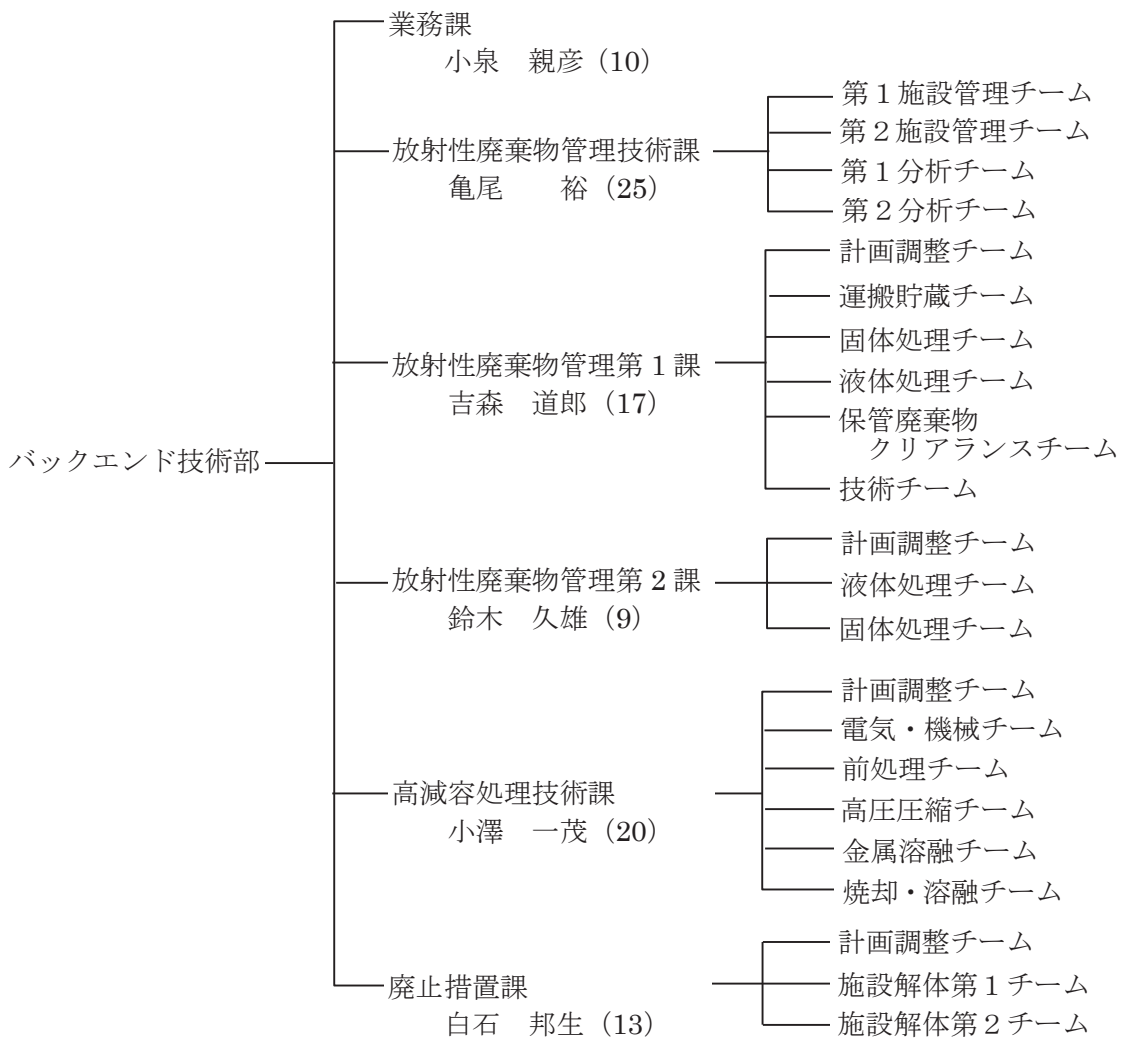 バックエンド技術部
業務課
小泉 親彦(10)
放射性廃棄物管理技術課
亀尾 裕(25)
第1施設管理チーム
第2施設管理チーム
第1分析チーム
第2分析チーム
放射性廃棄物管理第1課
吉森 道郎(17)
計画調整チーム
運搬貯蔵チーム
固体処理チーム
液体処理チーム
保管廃棄物
クリアランスチーム
技術チーム
放射性廃棄物管理第2課
鈴木 久雄(9)
計画調整チーム
液体処理チーム
固体処理チーム
高減容処理技術課
小澤 一茂(20)
計画調整チーム
電気・機械チーム
前処理チーム
高圧圧縮チーム
金属溶融チーム
焼却・溶融チーム
廃止措置課
白石 邦生(13)
計画調整チーム
施設解体第1チーム
施設解体第2チーム